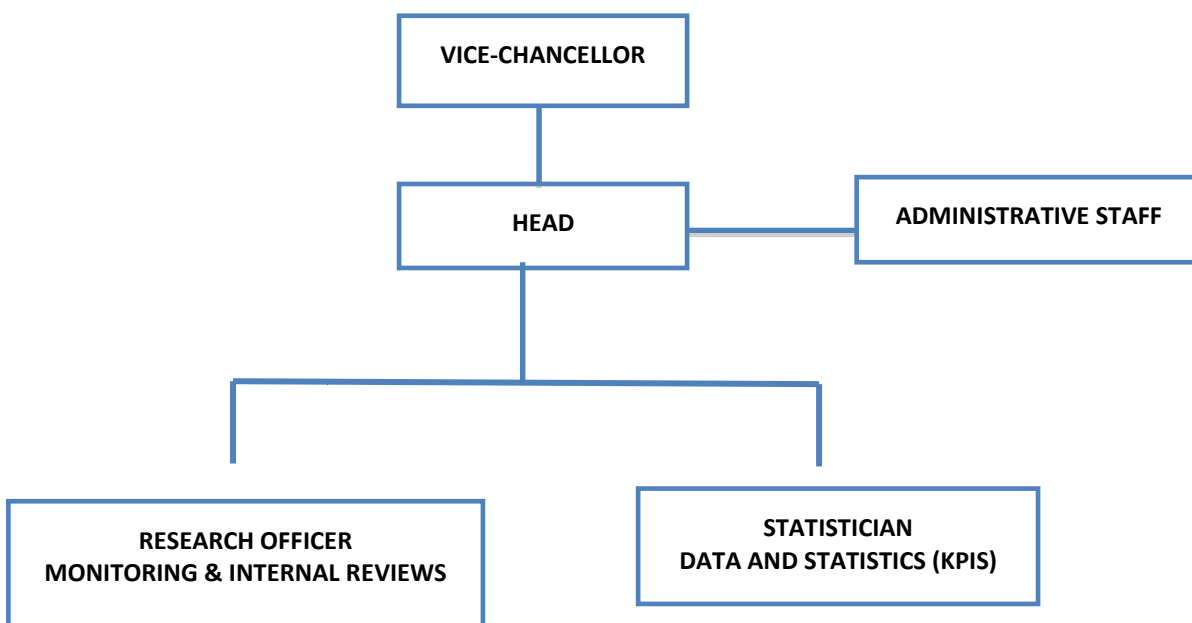 VICE-CHANCELLOR
HEAD
ADMINISTRATIVE STAFF
RESEARCH OFFICER
MONITORING & INTERNAL REVIEWS
STATISTICIAN
DATA AND STATISTICS (KPIS)